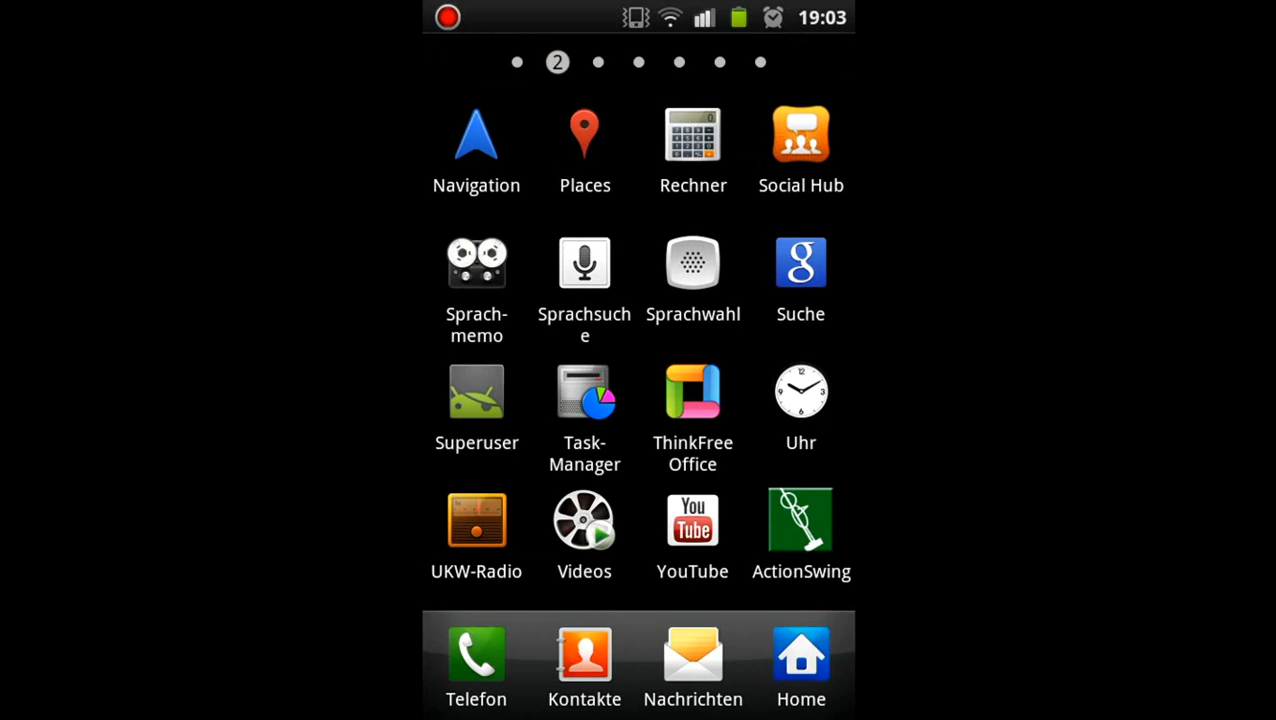 19:03
2
Navigation
Places
Rechner
Social Hub
Sprach-
memo
Sprachsuch
e
Sprachwahl
Suche
Superuser
Task-
Manager
ThinkFree
Office
Uhr
UKW-Radio
Videos
You
Tube
YouTube
ActionSwing
Telefon
Kontakte
Nachrichten
Home